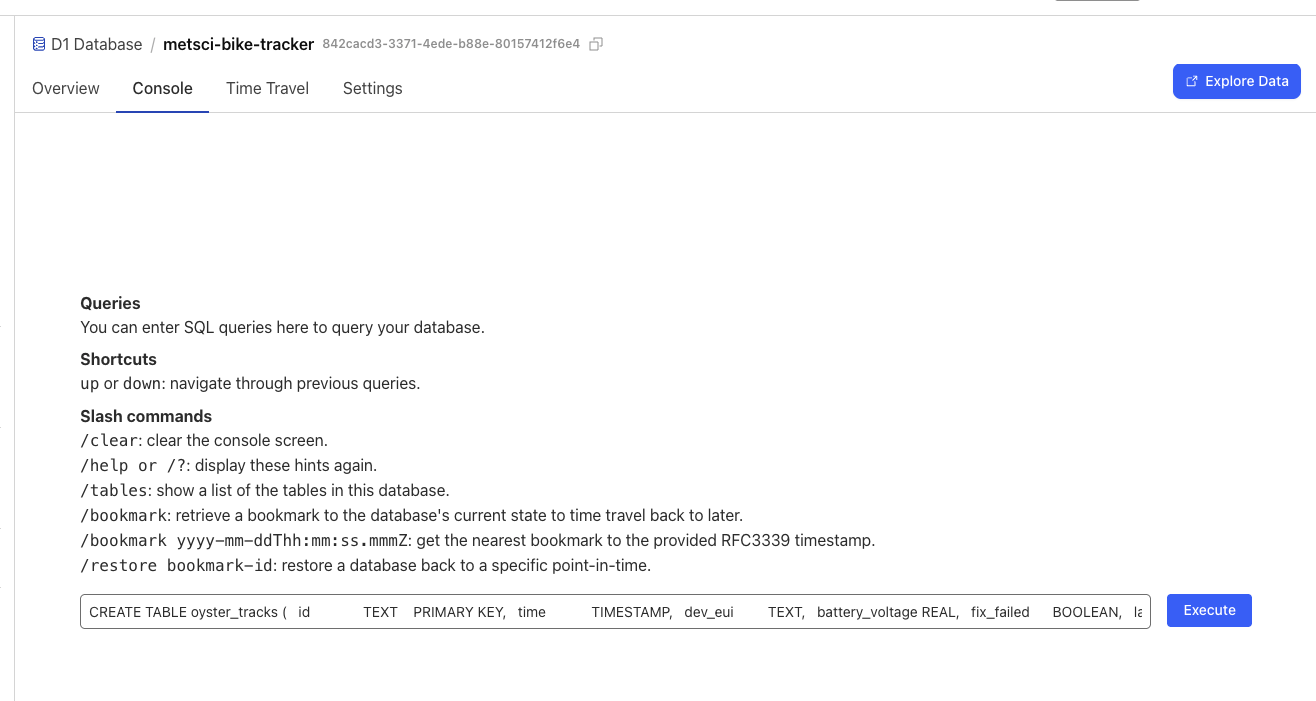 D1 Database / metsci-bike-tracker 842cacd3-3371-4ede-b88e-80157412f6e4
Overview Console Time Travel Settings
Explore Data
Queries
You can enter SQL queries here to query your database.
Shortcuts
up or down: navigate through previous queries.
Slash commands
/clear: clear the console screen.
/help or /?: display these hints again.
/tables: show a list of the tables in this database.
/bookmark: retrieve a bookmark to the database's current state to time travel back to later.
/bookmark yyyy-mm-ddThh:mm:ss.mmmZ: get the nearest bookmark to the provided RFC3339 timestamp.
/restore bookmark-id: restore a database back to a specific point-in-time.
CREATE TABLE oyster_tracks ( id TEXT PRIMARY KEY, time TIMESTAMP, dev_eui TEXT, battery_voltage REAL, fix_failed BOOLEAN, la
Execute